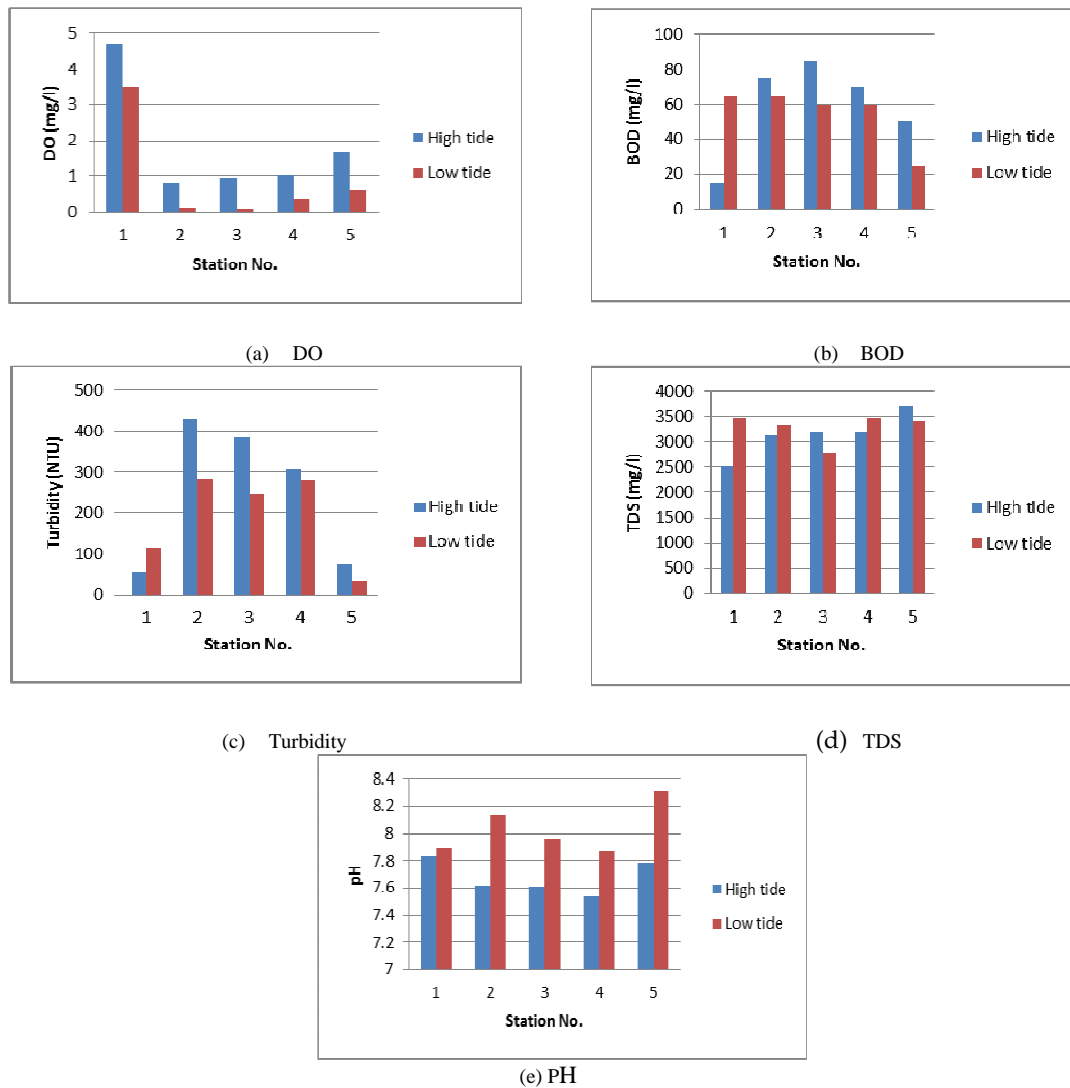 5
4
3
2
1
0
DO (mg/l)
1 2 3 4 5
Station No.
High tide
Low tide
100
80
60
40
20
0
BOD (mg/l)
1 2 3 4 5
Station No.
High tide
Low tide
(a) DO
(b) BOD
500
400
300
200
100
0
Turbidity (NTU)
1 2 3 4 5
Station No.
High tide
Low tide
4000
3500
3000
2500
2000
1500
1000
500
0
TDS (mg/l)
1 2 3 4 5
Station No.
High tide
Low tide
(c) Turbidity
(d) TDS
8.4
8.2
8
7.8
7.6
7.4
7.2
7
pH
1 2 3 4 5
Station No.
High tide
Low tide
(e) PH